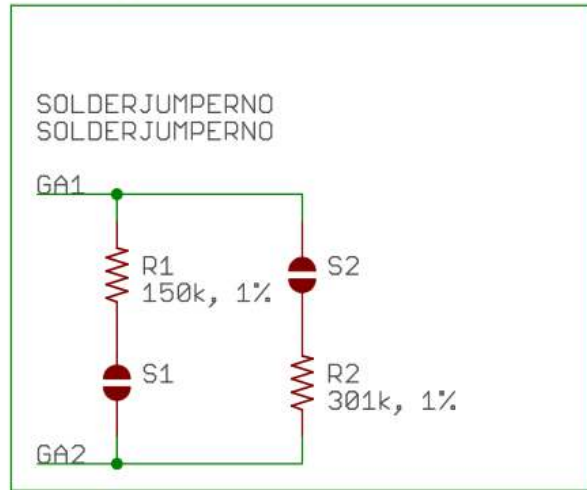 SOLDERJUMPERNO
SOLDERJUMPERNO
GA1
R1
150k, 1%
S2
S1
R2
301k, 1%
GA2